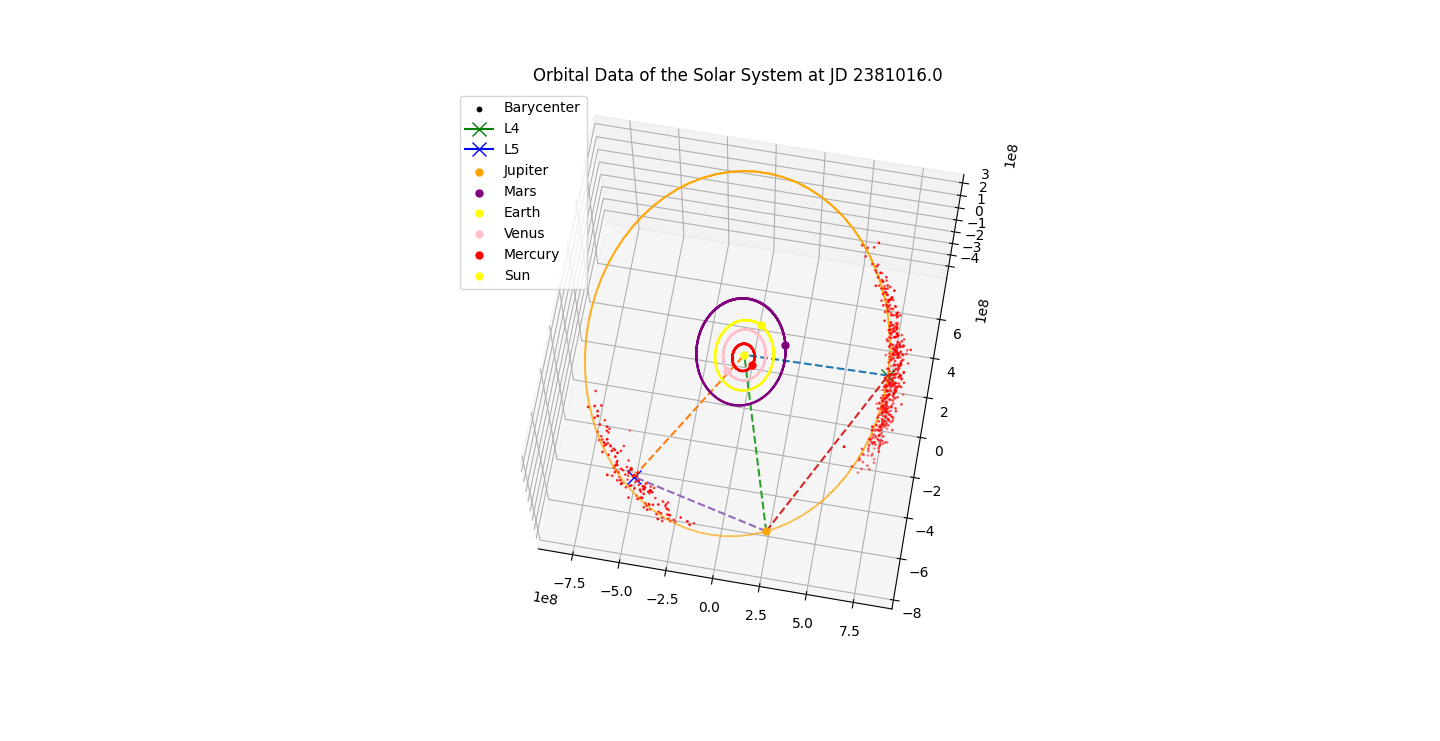 Orbital Data of the Solar System at JD 2381016.0
Barycenter
L4
L5
Jupiter
Mars
Earth
Venus
Mercury
Sun
1e8
3
2
1
0
−1
−2
−3
−4
1e8
6
4
2
0
−2
−4
−6
−8
−7.5
−5.0
−2.5
0.0
2.5
5.0
7.5
1e8